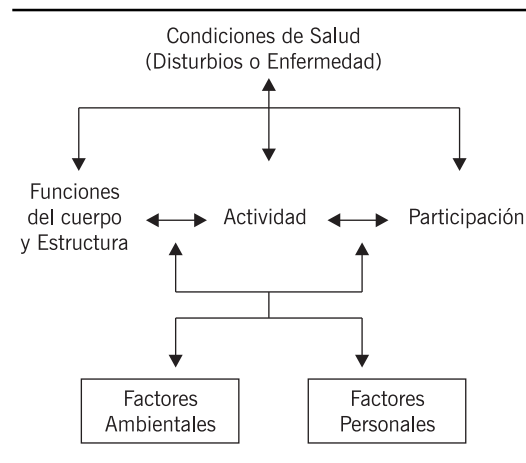 Condiciones de Salud
(Disturbios o Enfermedad)
Funciones
del cuerpo
y Estructura
Actividad
Participación
Factores
Ambientales
Factores
Personales